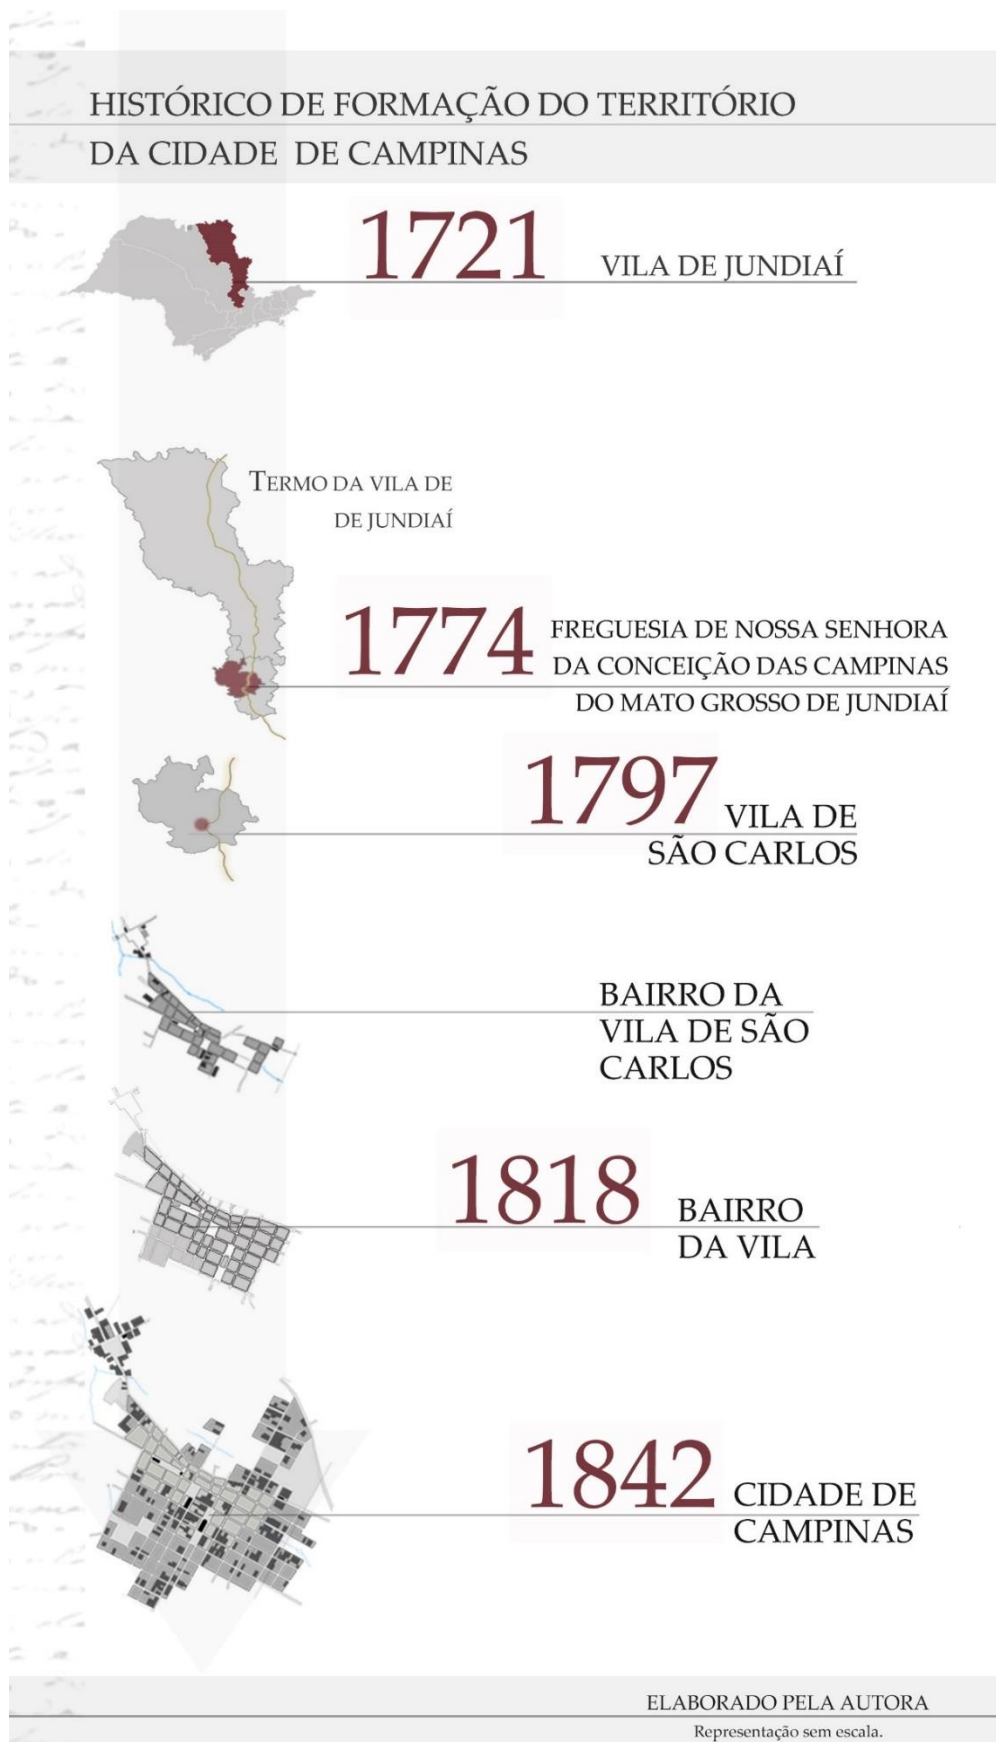 HISTÓRICO DE FORMAÇÃO DO TERRITÓRIO
DA CIDADE DE CAMPINAS
1721
VILA DE JUNDIAÍ
TERMO DA VILA DE
DE JUNDIAÍ
1774
FREGUESIA DE NOSSA SENHORA
DA CONCEIÇÃO DAS CAMPINAS
DO MATO GROSSO DE JUNDIAÍ
1797
VILA DE
SÃO CARLOS
BAIRRO DA
VILA DE SÃO
CARLOS
1818
BAIRRO
DA VILA
1842
CIDADE DE
CAMPINAS
ELABORADO PELA AUTORA
Representação sem escala.